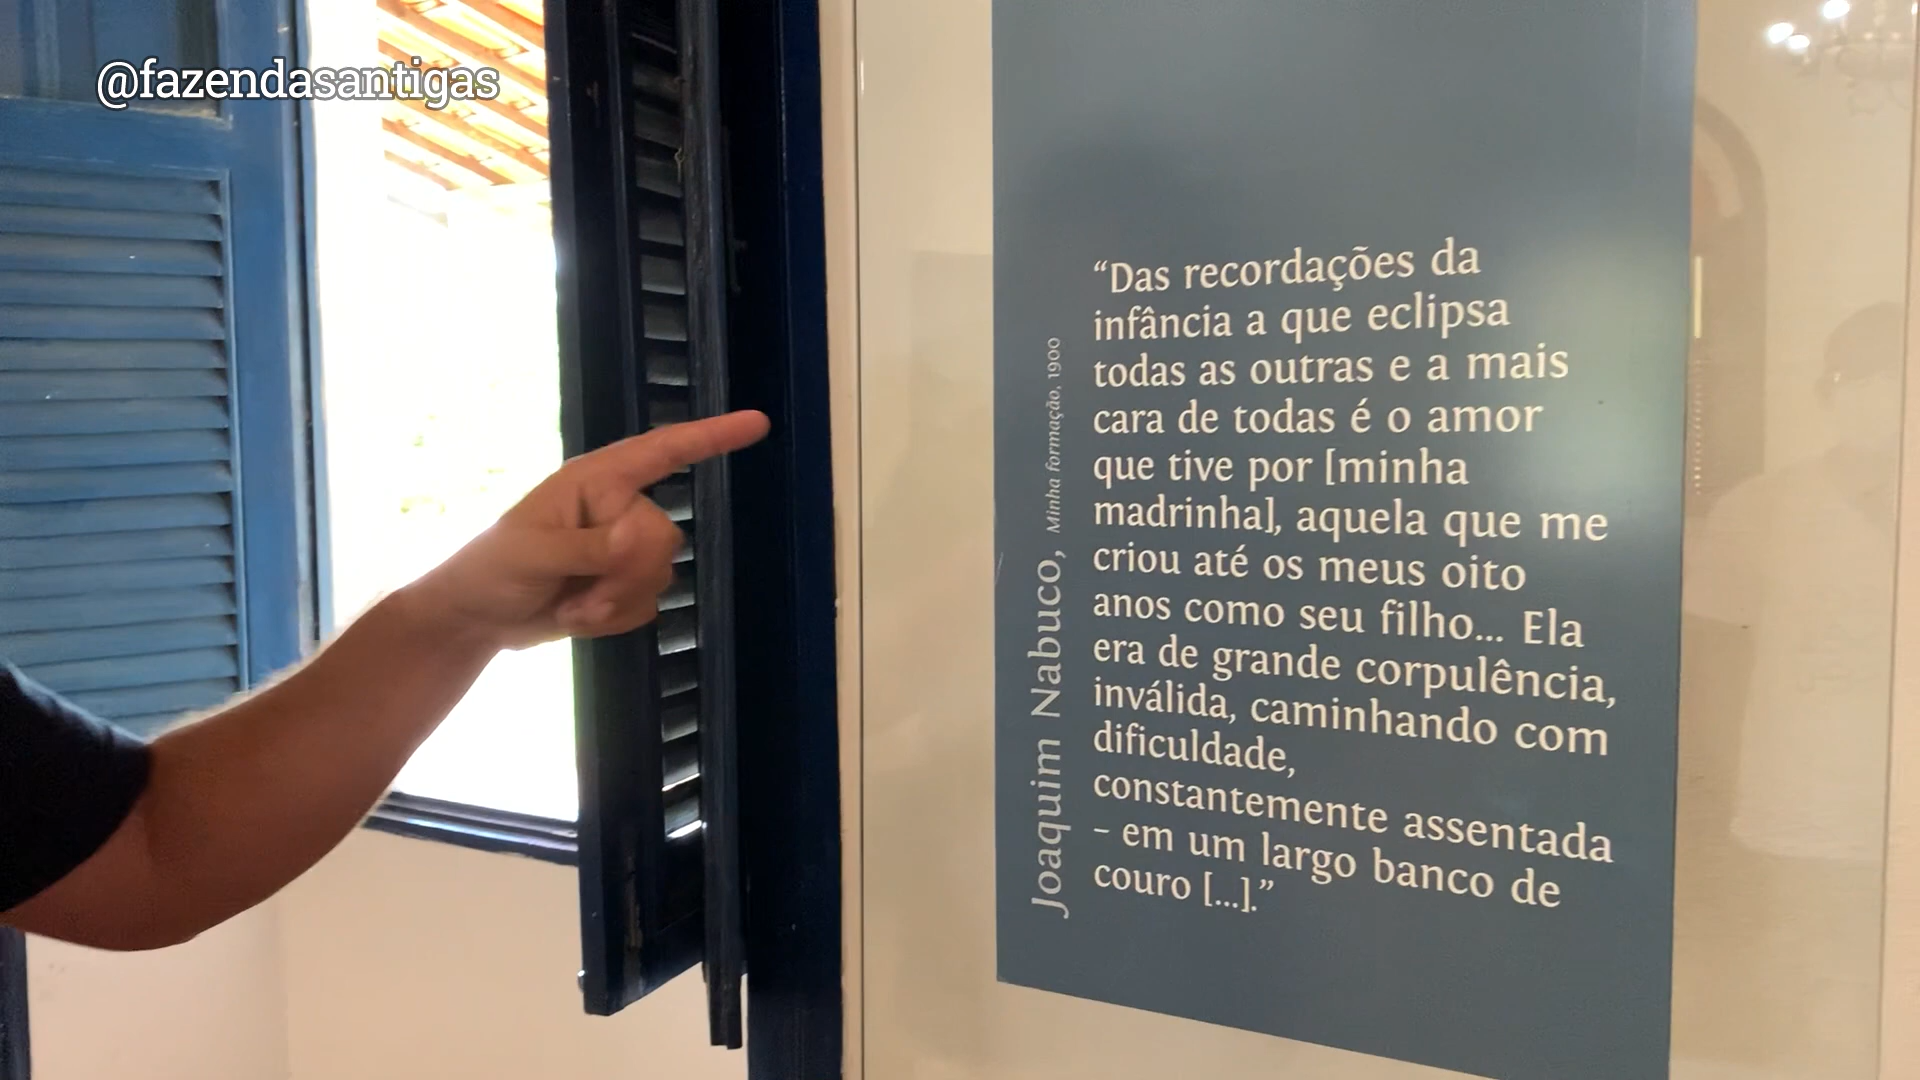 @fazendasantigas
“Das recordações da
infância a que eclipsa
todas as outras e a mais
cara de todas é o amor
que tive por [minha
madrinha], aquela que me
criou até os meus oito
anos como seu filho... Ela
era de grande corpulência,
inválida, caminhando com
dificuldade,
constantemente assentada
– em um largo banco de
couro [...].”
Joaquim Nabuco, Minha formação, 1900